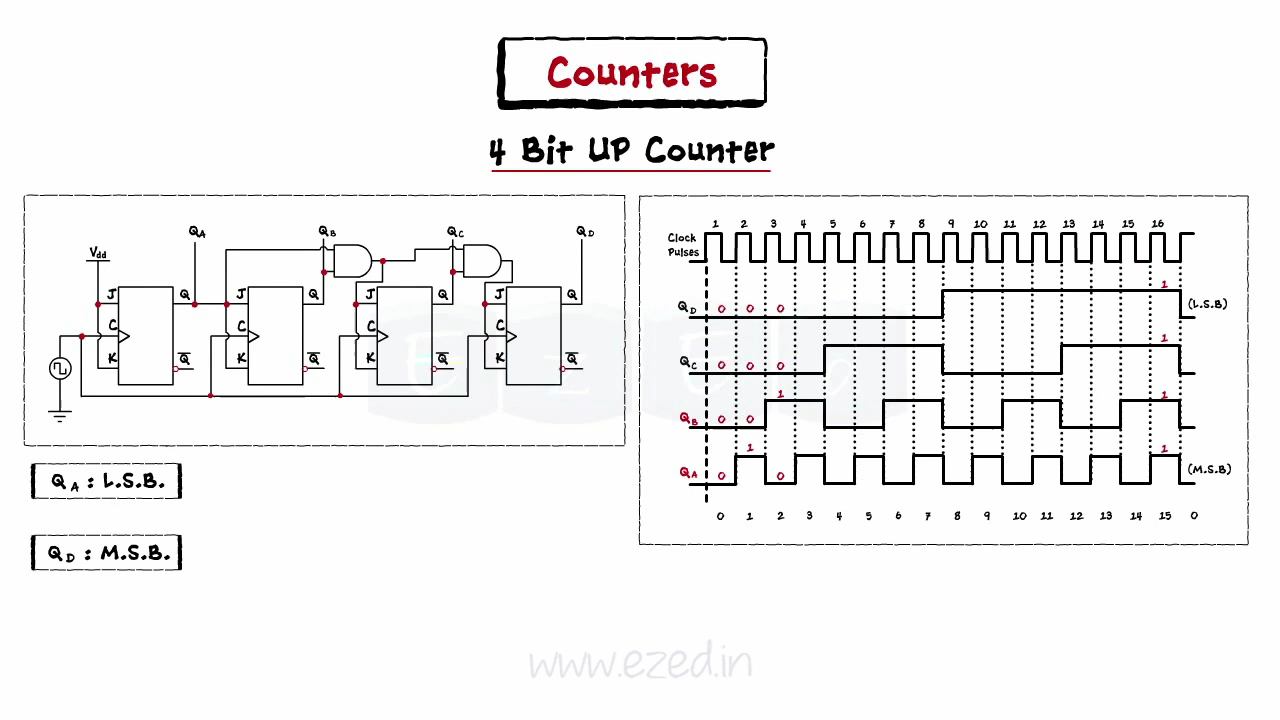 Counters
4 Bit UP Counter
QA QB QC QD
Vdd
J Q J Q J Q J Q
C C C C
K Q̅ K Q̅ K Q̅ K Q̅
QA : L.S.B.
QD : M.S.B.
1 2 3 4 5 6 7 8 9 10 11 12 13 14 15 16
Clock
Pulses
QD 0 0 0 1 (L.S.B)
QC 0 0 0 1
QB 0 0 1 1
QA 0 1 0 1 (M.S.B)
0 1 2 3 4 5 6 7 8 9 10 11 12 13 14 15 0
EZED
www.ezed.in